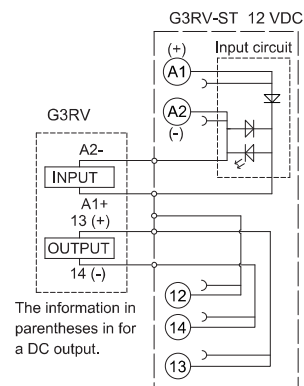 G3RV-ST 12 VDC
(+)
Input circuit
A1
A2
(-)
G3RV
A2-
INPUT
A1+
13 (+)
OUTPUT
14 (-)
The information in
parentheses in for
a DC output.
12
14
13